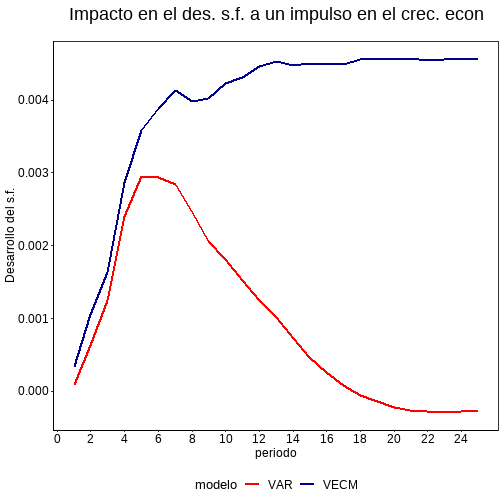 Impacto en el des. s.f. a un impulso en el crec. econ
Desarrollo del s.f.
0.004
0.003
0.002
0.001
0.000
0 2 4 6 8 10 12 14 16 18 20 22 24
periodo
modelo VAR VECM